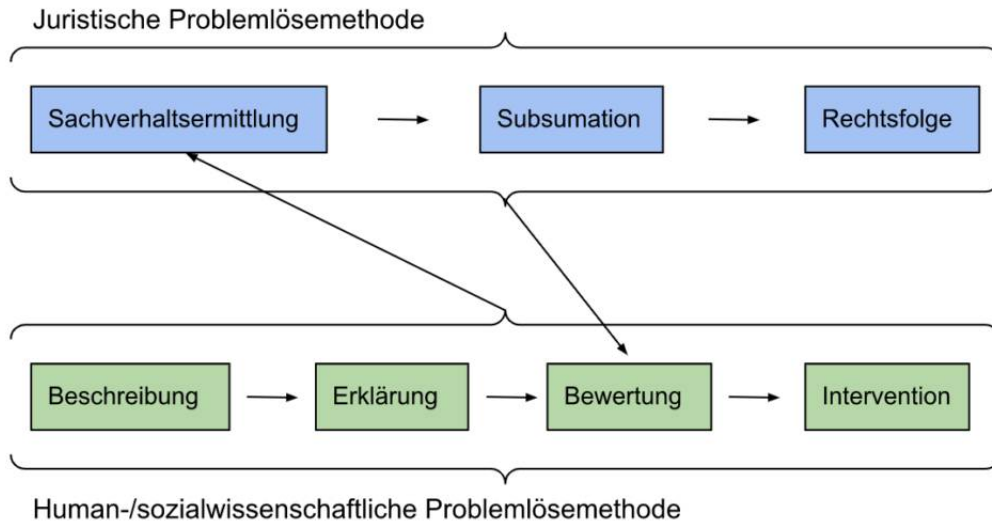 Juristische Problemlösemethode
Sachverhaltsermittlung
Subsumation
Rechtsfolge
Beschreibung
Erklärung
Bewertung
Intervention
Human-/sozialwissenschaftliche Problemlösemethode